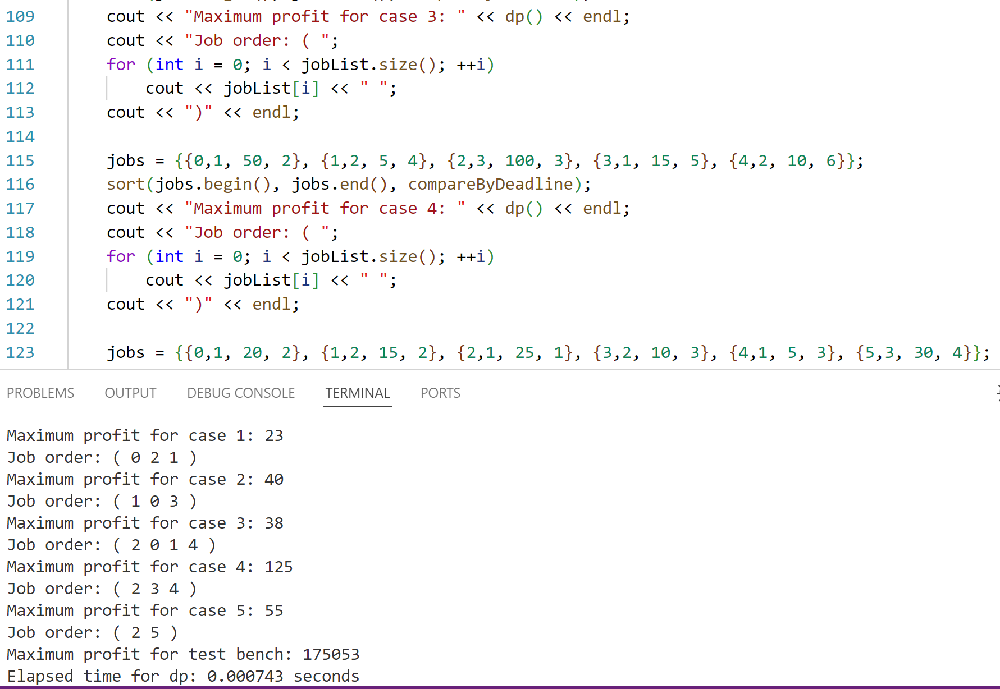 109 cout << "Maximum profit for case 3: " << dp() << endl;
110 cout << "Job order: ( ";
111 for (int i = 0; i < jobList.size(); ++i)
112 cout << jobList[i] << " ";
113 cout << ")" << endl;
114
115 jobs = {{0,1, 50, 2}, {1,2, 5, 4}, {2,3, 100, 3}, {3,1, 15, 5}, {4,2, 10, 6}};
116 sort(jobs.begin(), jobs.end(), compareByDeadline);
117 cout << "Maximum profit for case 4: " << dp() << endl;
118 cout << "Job order: ( ";
119 for (int i = 0; i < jobList.size(); ++i)
120 cout << jobList[i] << " ";
121 cout << ")" << endl;
122
123 jobs = {{0,1, 20, 2}, {1,2, 15, 2}, {2,1, 25, 1}, {3,2, 10, 3}, {4,1, 5, 3}, {5,3, 30, 4}};
PROBLEMS OUTPUT DEBUG CONSOLE TERMINAL PORTS
Maximum profit for case 1: 23
Job order: ( 0 2 1 )
Maximum profit for case 2: 40
Job order: ( 1 0 3 )
Maximum profit for case 3: 38
Job order: ( 2 0 1 4 )
Maximum profit for case 4: 125
Job order: ( 2 3 4 )
Maximum profit for case 5: 55
Job order: ( 2 5 )
Maximum profit for test bench: 175053
Elapsed time for dp: 0.000743 seconds